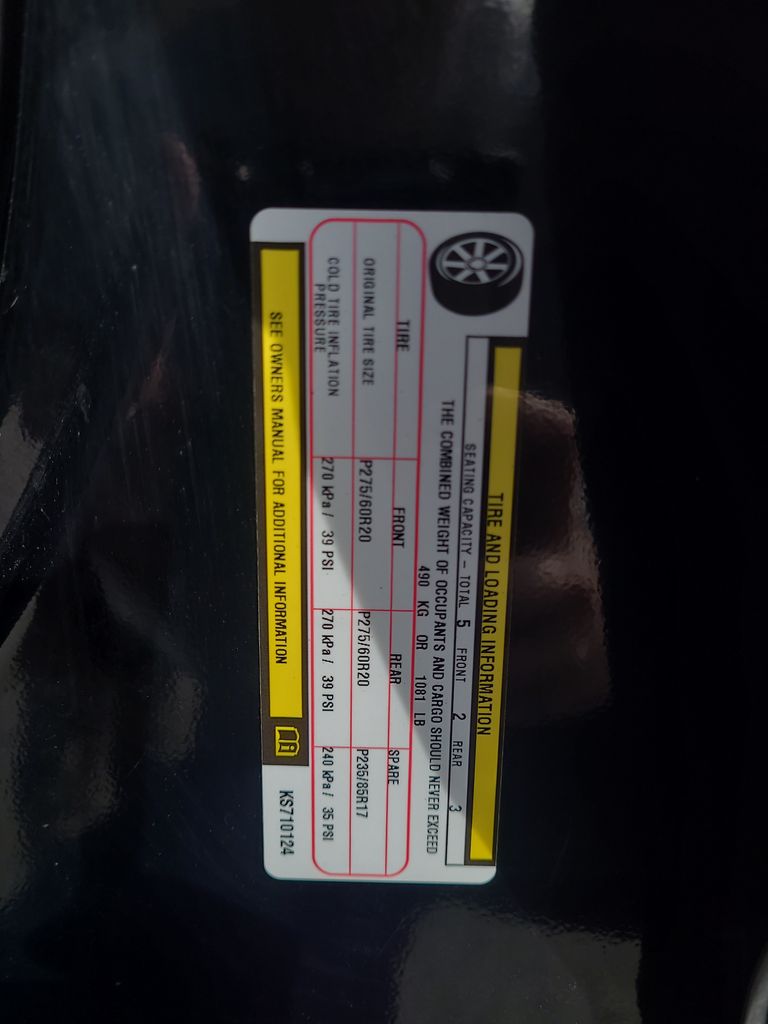 TIRE AND LOADING INFORMATION
SEATING CAPACITY – TOTAL 5 FRONT 2 REAR 3
THE COMBINED WEIGHT OF OCCUPANTS AND CARGO SHOULD NEVER EXCEED
490 KG OR 1081 LB
TIRE FRONT REAR SPARE
ORIGINAL TIRE SIZE P275/60R20 P275/60R20 P235/85R17
COLD TIRE INFLATION
PRESSURE 270 kPa / 39 PSI 270 kPa / 39 PSI 240 kPa / 35 PSI
SEE OWNERS MANUAL FOR ADDITIONAL INFORMATION
KS710124